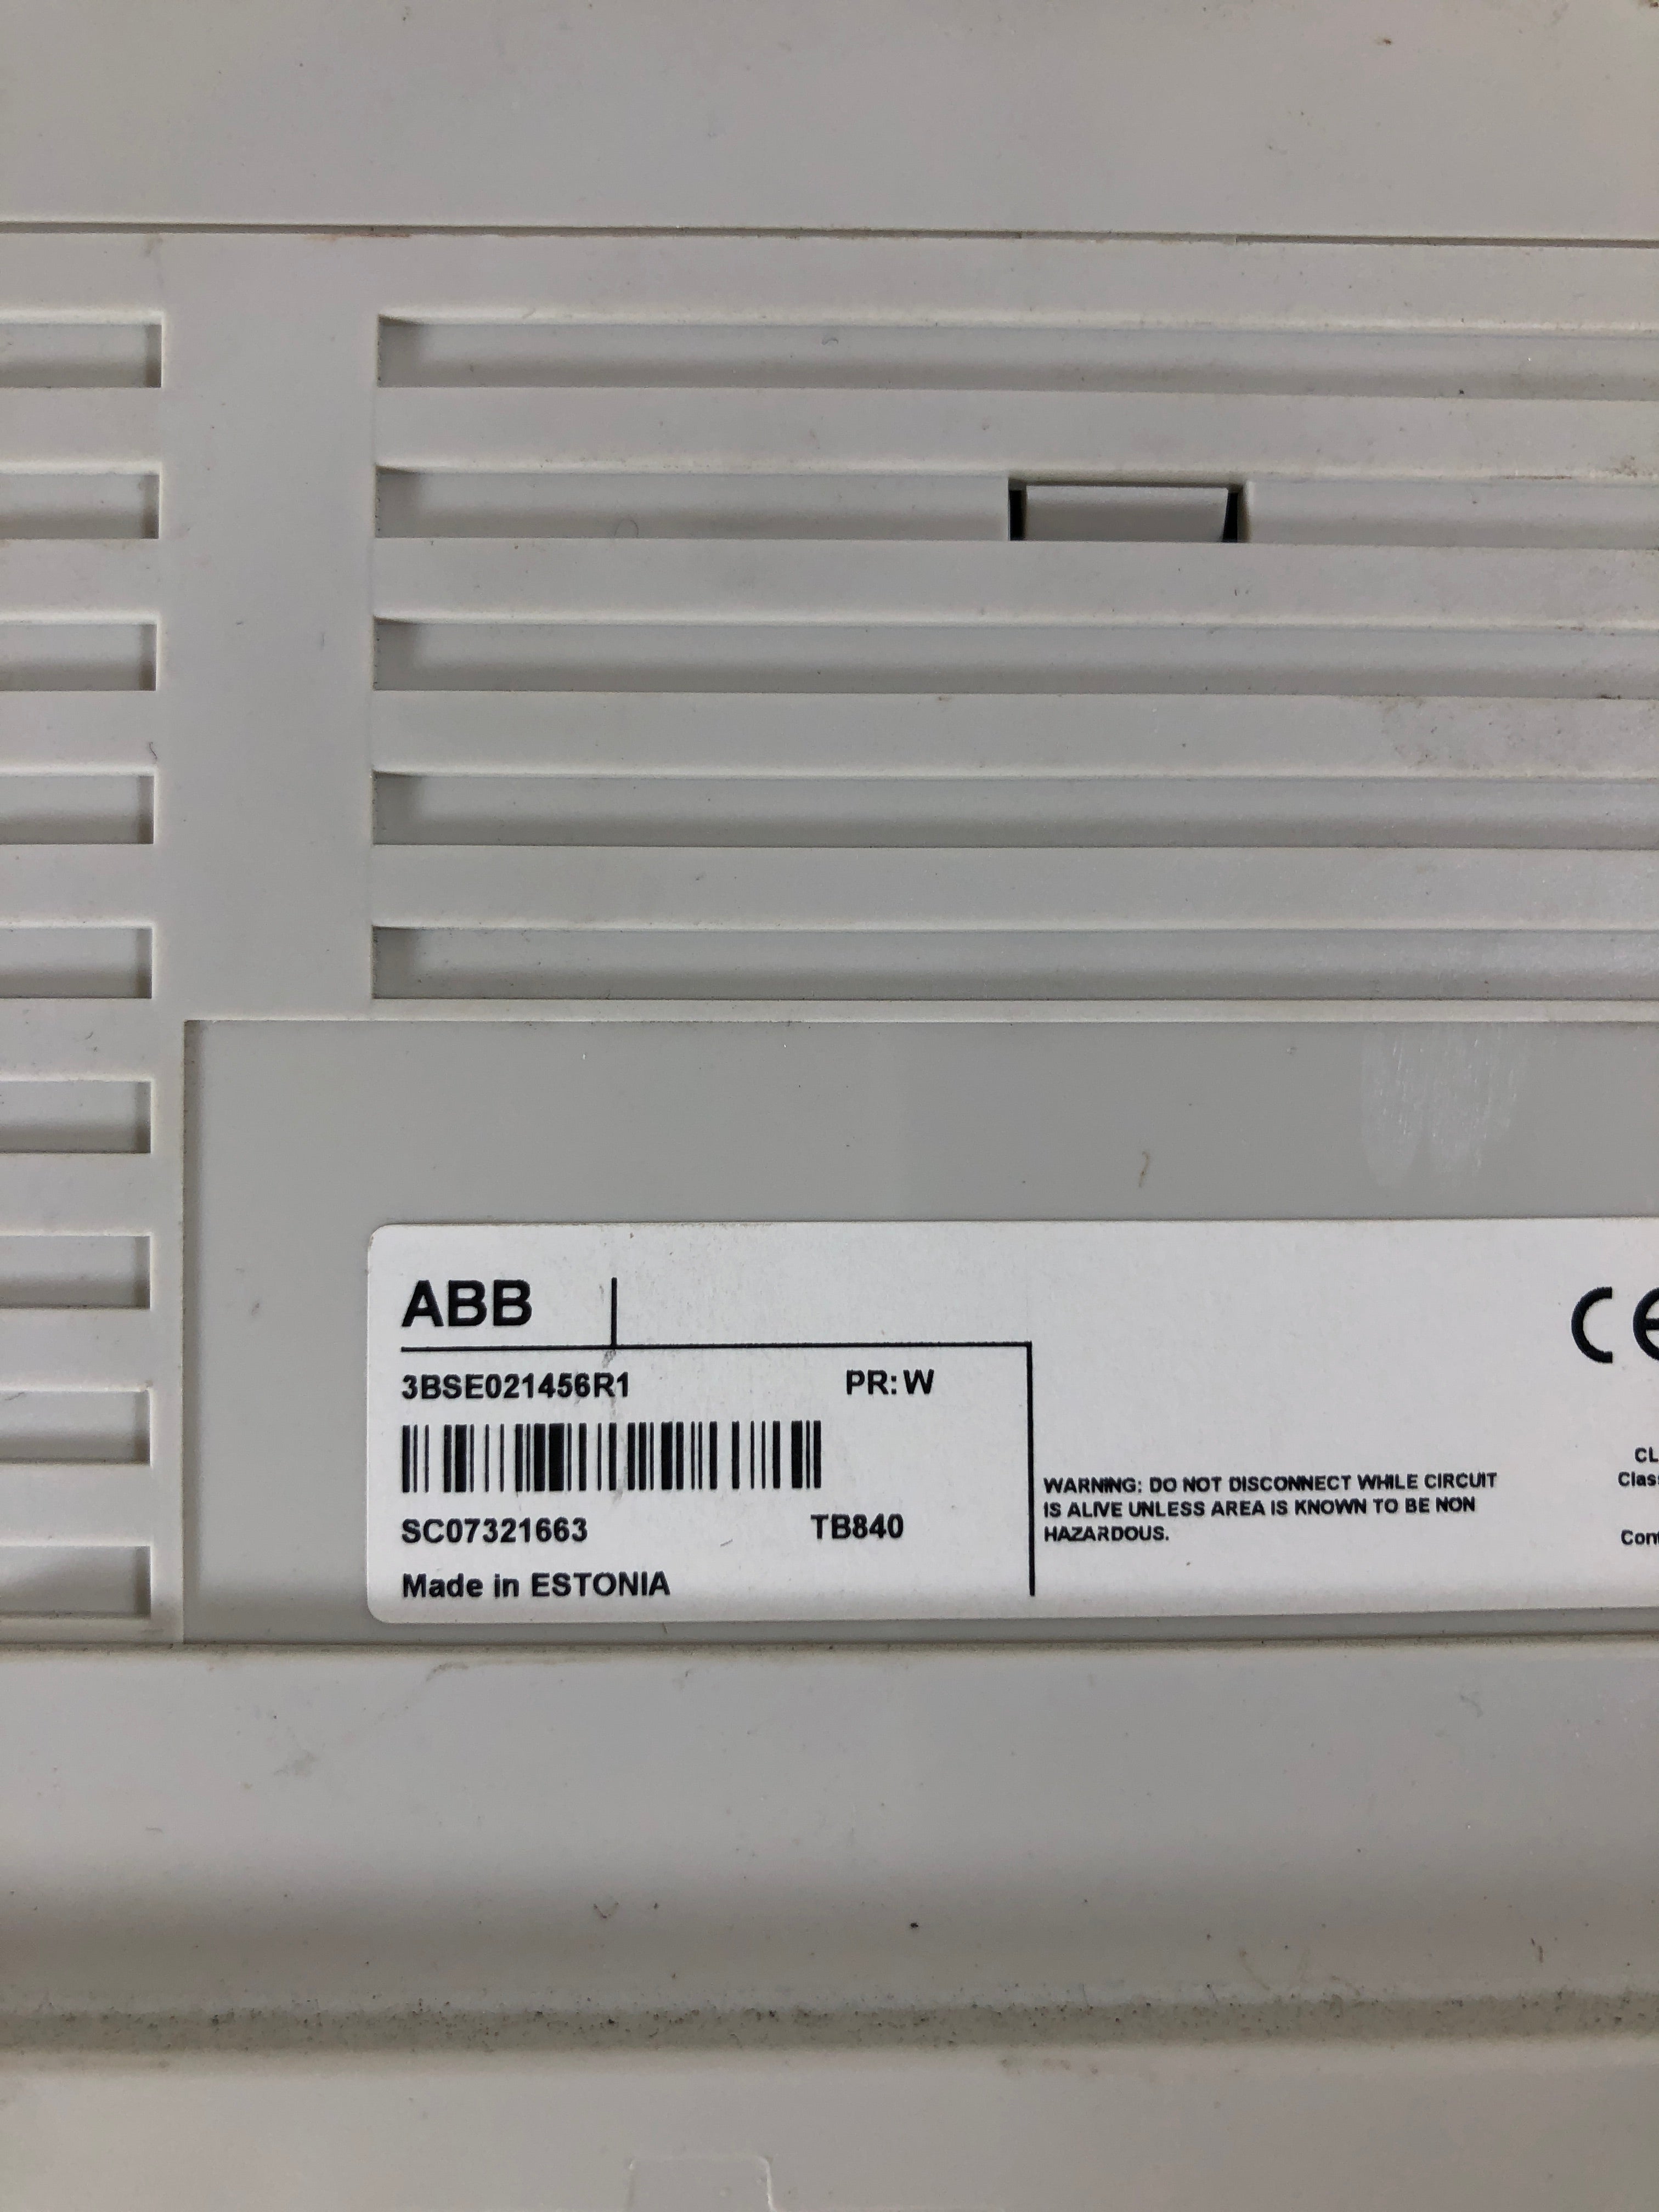 ABB
3BSE021456R1 PR:W
SC07321663 TB840
Made in ESTONIA
WARNING: DO NOT DISCONNECT WHILE CIRCUIT
IS ALIVE UNLESS AREA IS KNOWN TO BE NON
HAZARDOUS.
CE